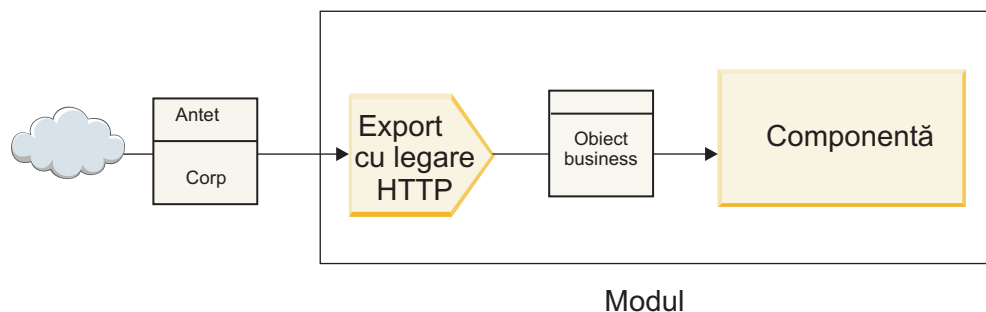 Antet
Corp
Export
cu legare
HTTP
Obiect
business
Componentă
Modul